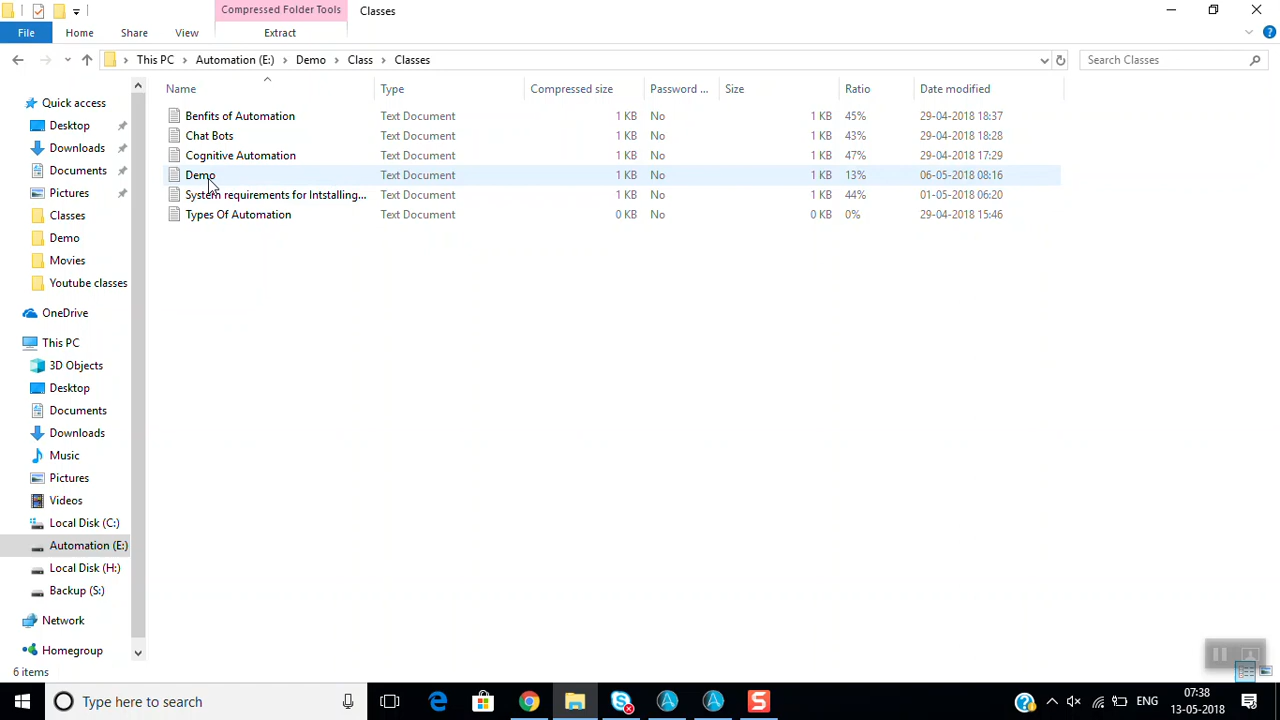 Compressed Folder Tools
Classes
File
Home
Share
View
Extract
This PC
Automation (E:)
Demo
Class
Classes
Search Classes
Name
Type
Compressed size
Password ...
Size
Ratio
Date modified
Benfits of Automation Text Document 1 KB No 1 KB 45% 29-04-2018 18:37
Chat Bots Text Document 1 KB No 1 KB 43% 29-04-2018 18:28
Cognitive Automation Text Document 1 KB No 1 KB 47% 29-04-2018 17:29
Demo Text Document 1 KB No 1 KB 13% 06-05-2018 08:16
System requirements for Intstalling... Text Document 1 KB No 1 KB 44% 01-05-2018 06:20
Types Of Automation Text Document 0 KB No 0 KB 0% 29-04-2018 15:46
Quick access
Desktop
Downloads
Documents
Pictures
Classes
Demo
Movies
Youtube classes
OneDrive
This PC
3D Objects
Desktop
Documents
Downloads
Music
Pictures
Videos
Local Disk (C:)
Automation (E:)
Local Disk (H:)
Backup (S:)
Network
Homegroup
6 items
Type here to search
ENG
07:38
13-05-2018